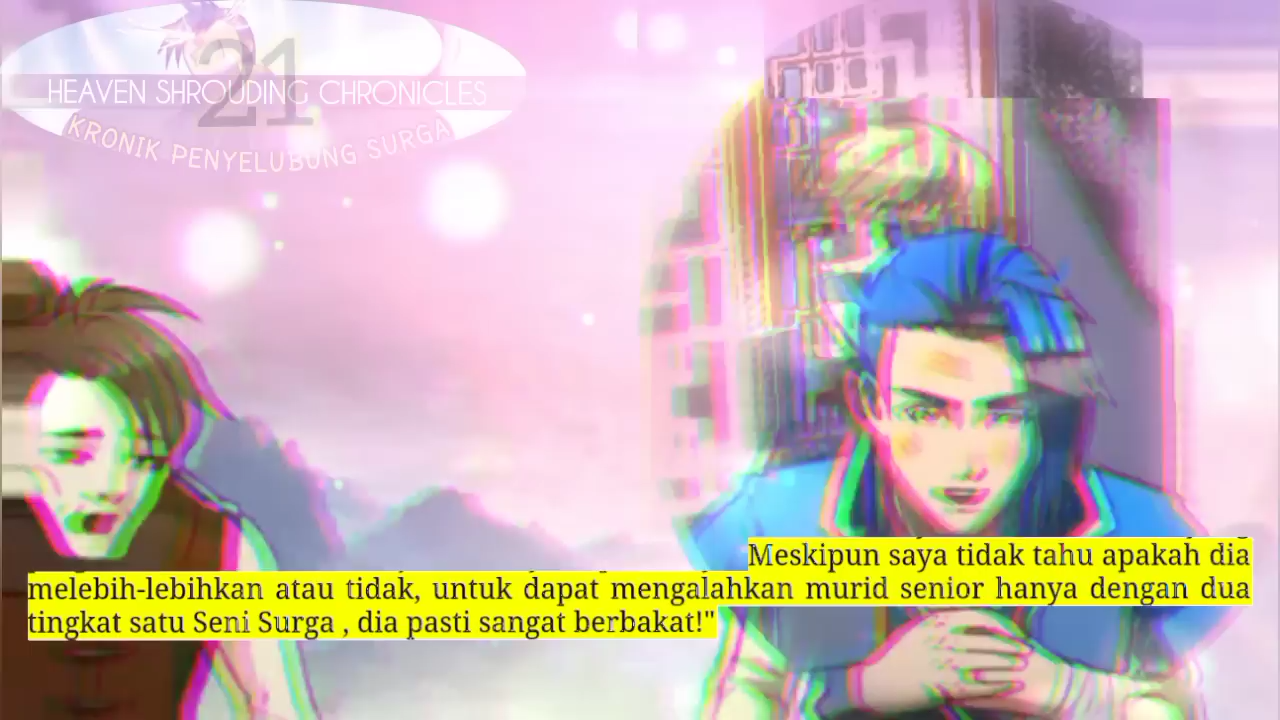 21
HEAVEN SHROUDING CHRONICLES
KRONIK PENYELUBUNG SURGA
Meskipun saya tidak tahu apakah dia
melebih-lebihkan atau tidak, untuk dapat mengalahkan murid senior hanya dengan dua
tingkat satu Seni Surga , dia pasti sangat berbakat!"